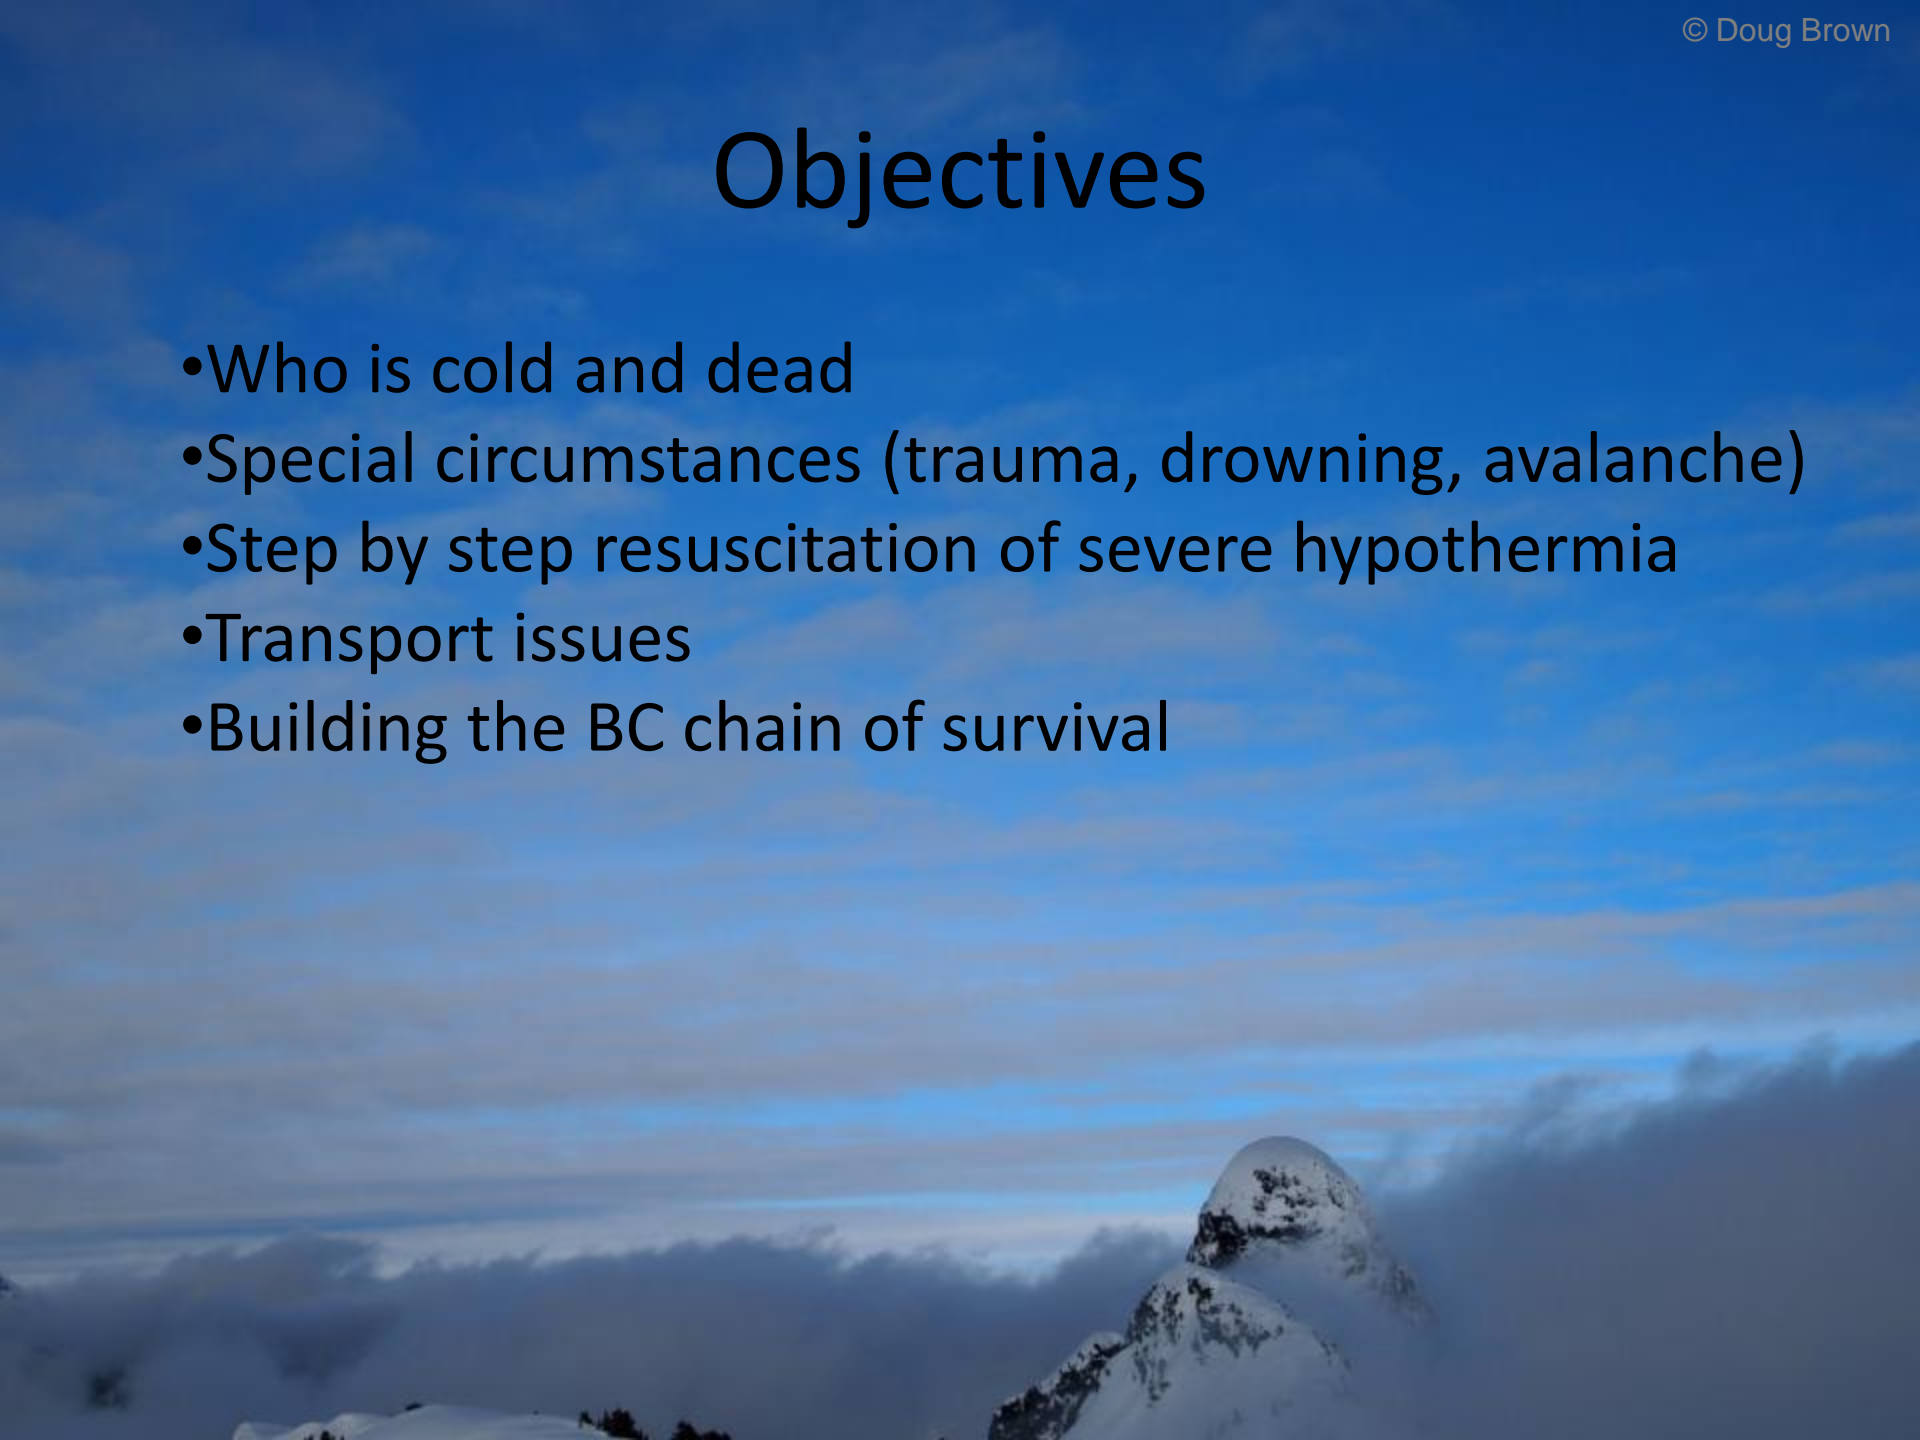 © Doug Brown
Objectives
•Who is cold and dead
•Special circumstances (trauma, drowning, avalanche)
•Step by step resuscitation of severe hypothermia
•Transport issues
•Building the BC chain of survival